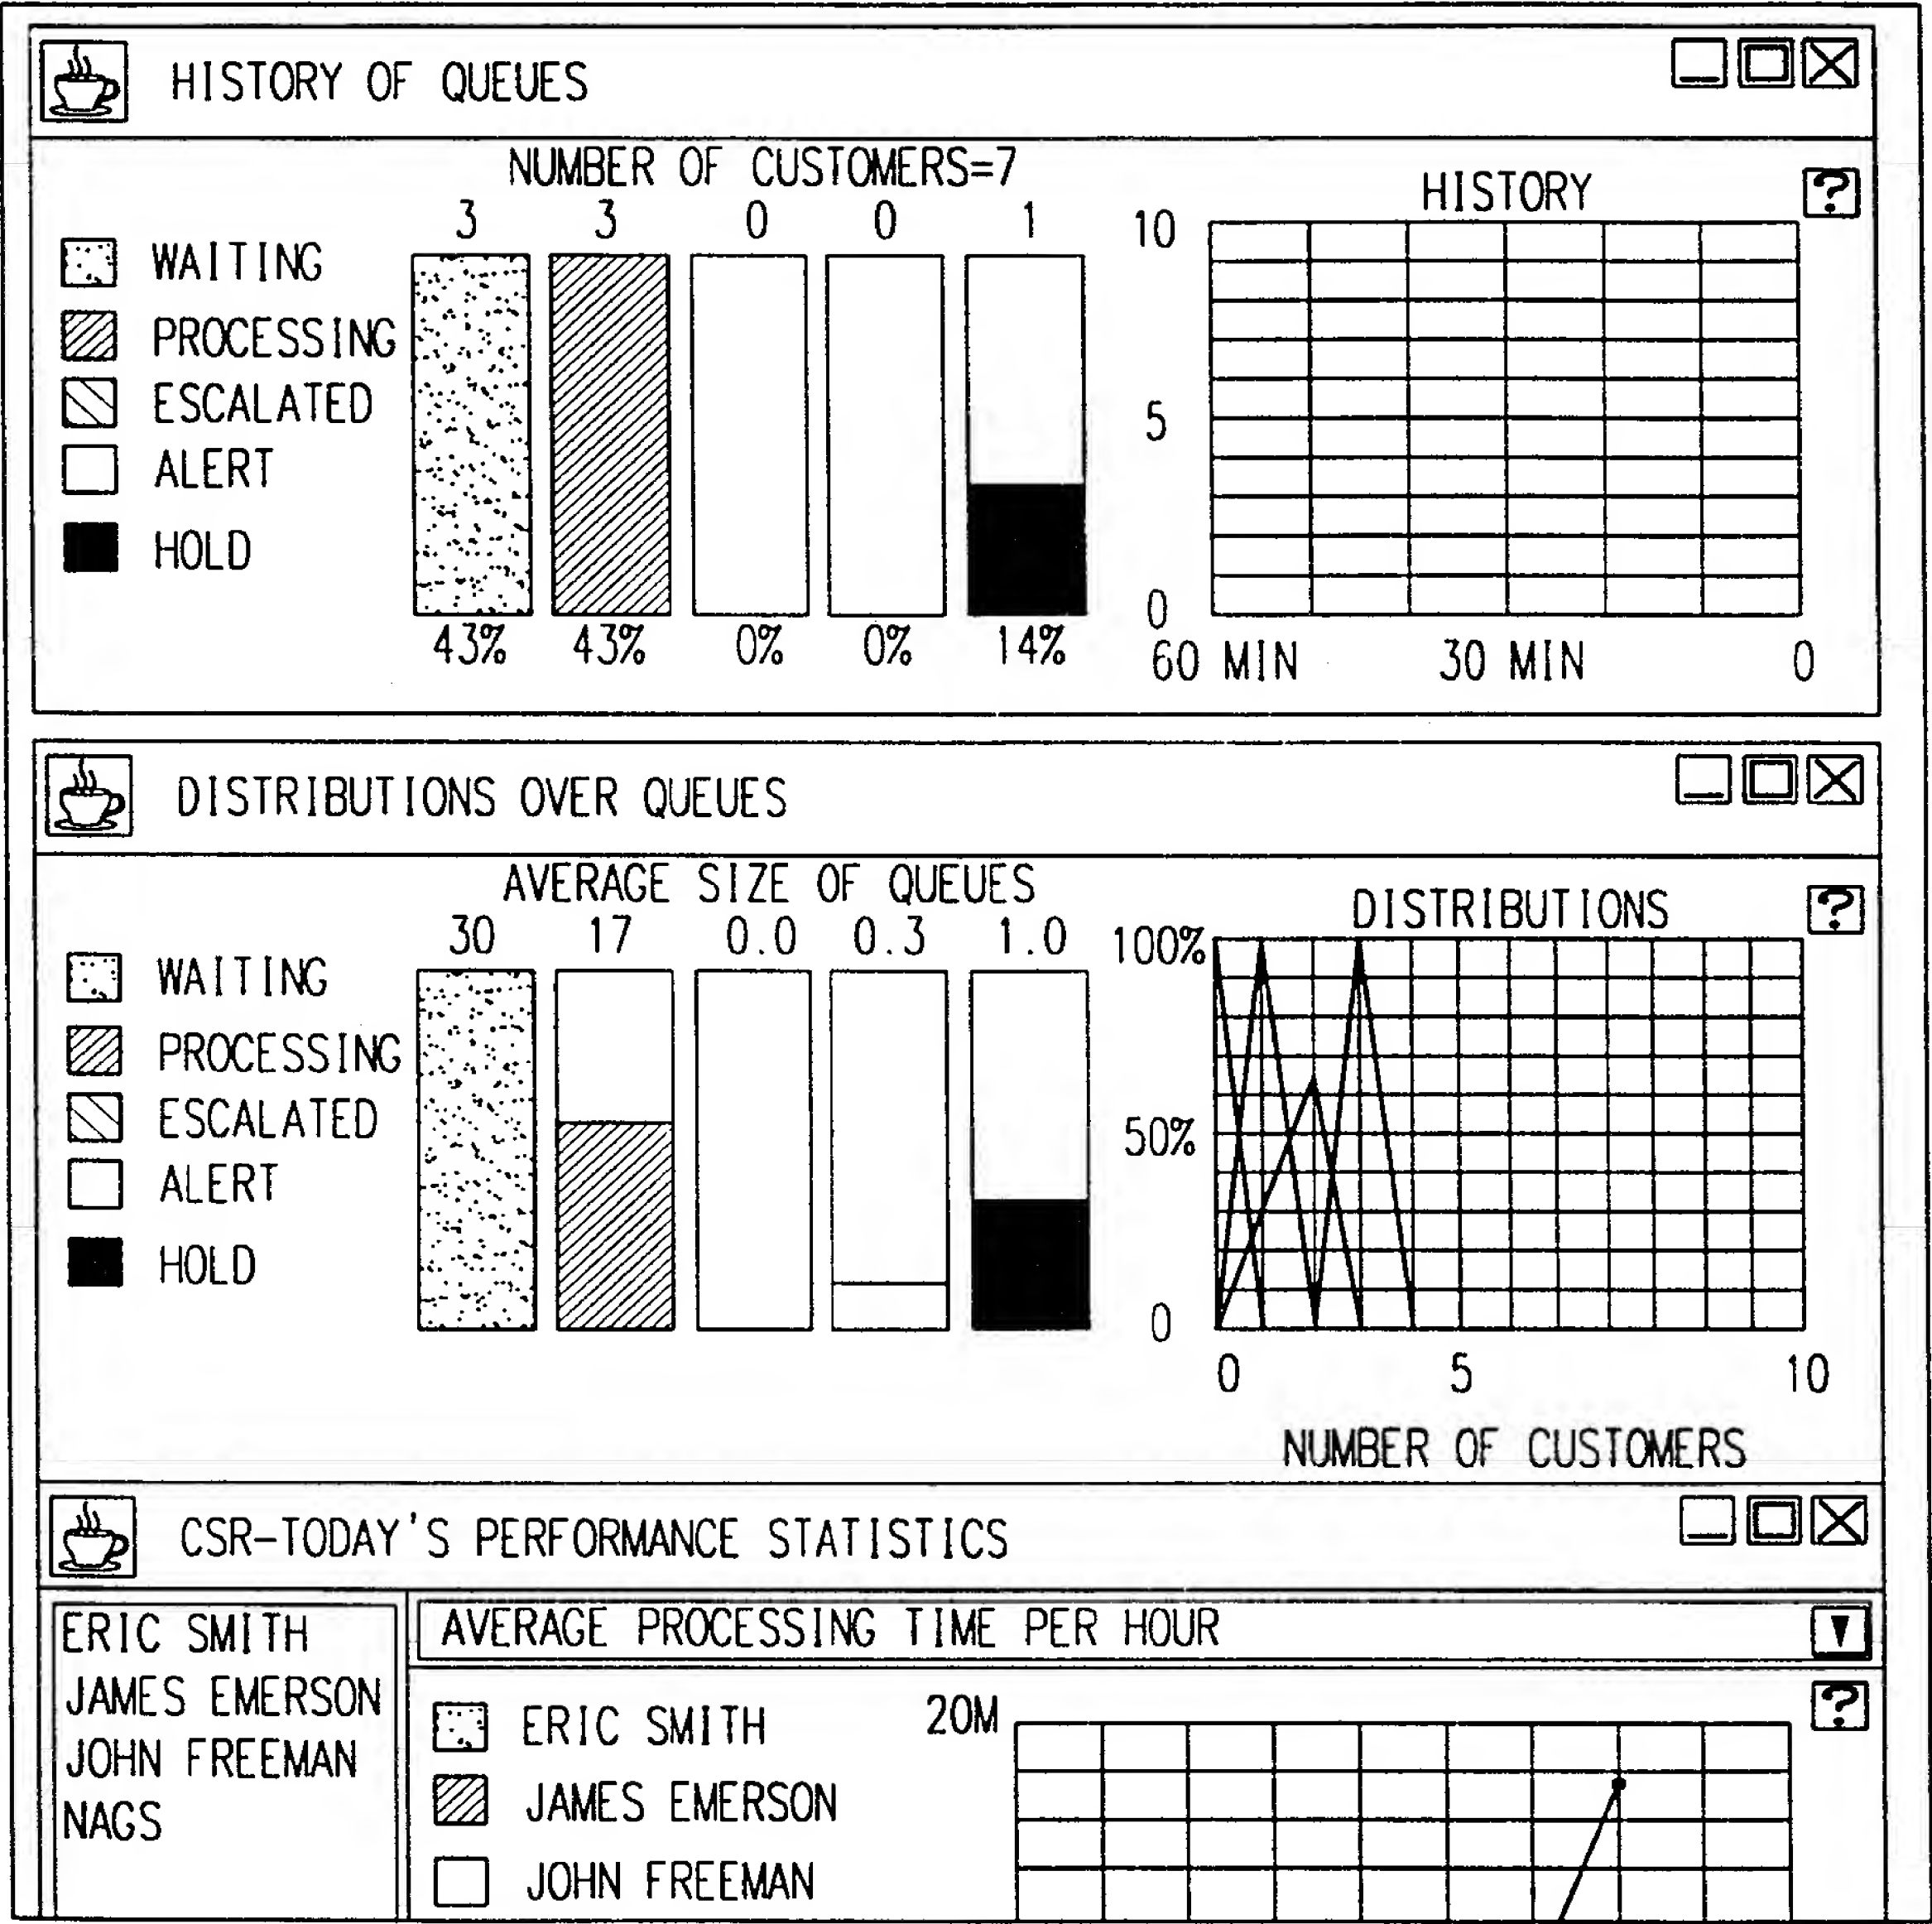 HISTORY OF QUEUES
NUMBER OF CUSTOMERS=7
3 3 0 0 1
WAITING
PROCESSING
ESCALATED
ALERT
HOLD
43% 43% 0% 0% 14%
HISTORY
?
10
5
0
60 MIN 30 MIN 0
DISTRIBUTIONS OVER QUEUES
AVERAGE SIZE OF QUEUES
30 17 0.0 0.3 1.0
WAITING
PROCESSING
ESCALATED
ALERT
HOLD
DISTRIBUTIONS
?
100%
50%
0
0 5 10
NUMBER OF CUSTOMERS
CSR-TODAY'S PERFORMANCE STATISTICS
ERIC SMITH
JAMES EMERSON
JOHN FREEMAN
NAGS
AVERAGE PROCESSING TIME PER HOUR
ERIC SMITH
JAMES EMERSON
JOHN FREEMAN
20M
?